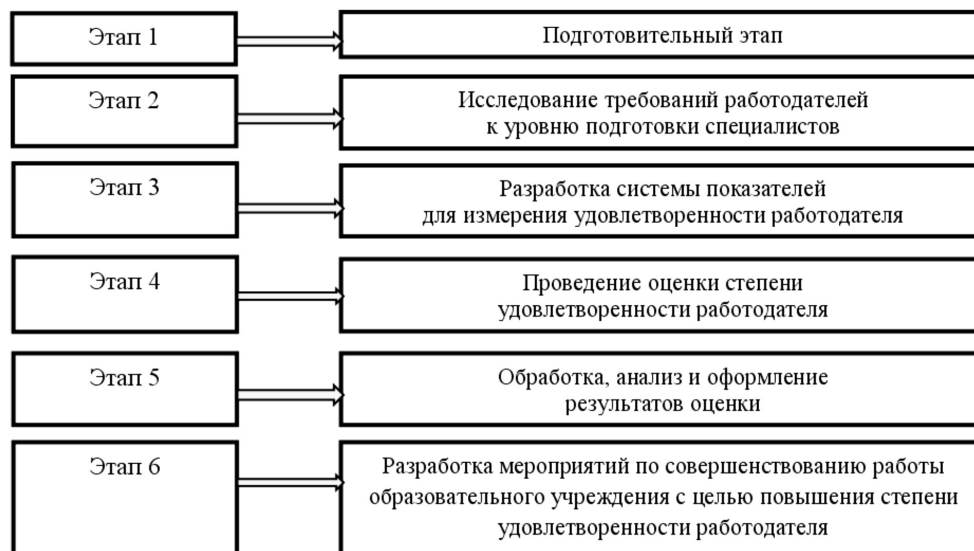 Этап 1
Подготовительный этап
Этап 2
Исследование требований работодателей
к уровню подготовки специалистов
Этап 3
Разработка системы показателей
для измерения удовлетворенности работодателя
Этап 4
Проведение оценки степени
удовлетворенности работодателя
Этап 5
Обработка, анализ и оформление
результатов оценки
Этап 6
Разработка мероприятий по совершенствованию работы
образовательного учреждения с целью повышения степени
удовлетворенности работодателя